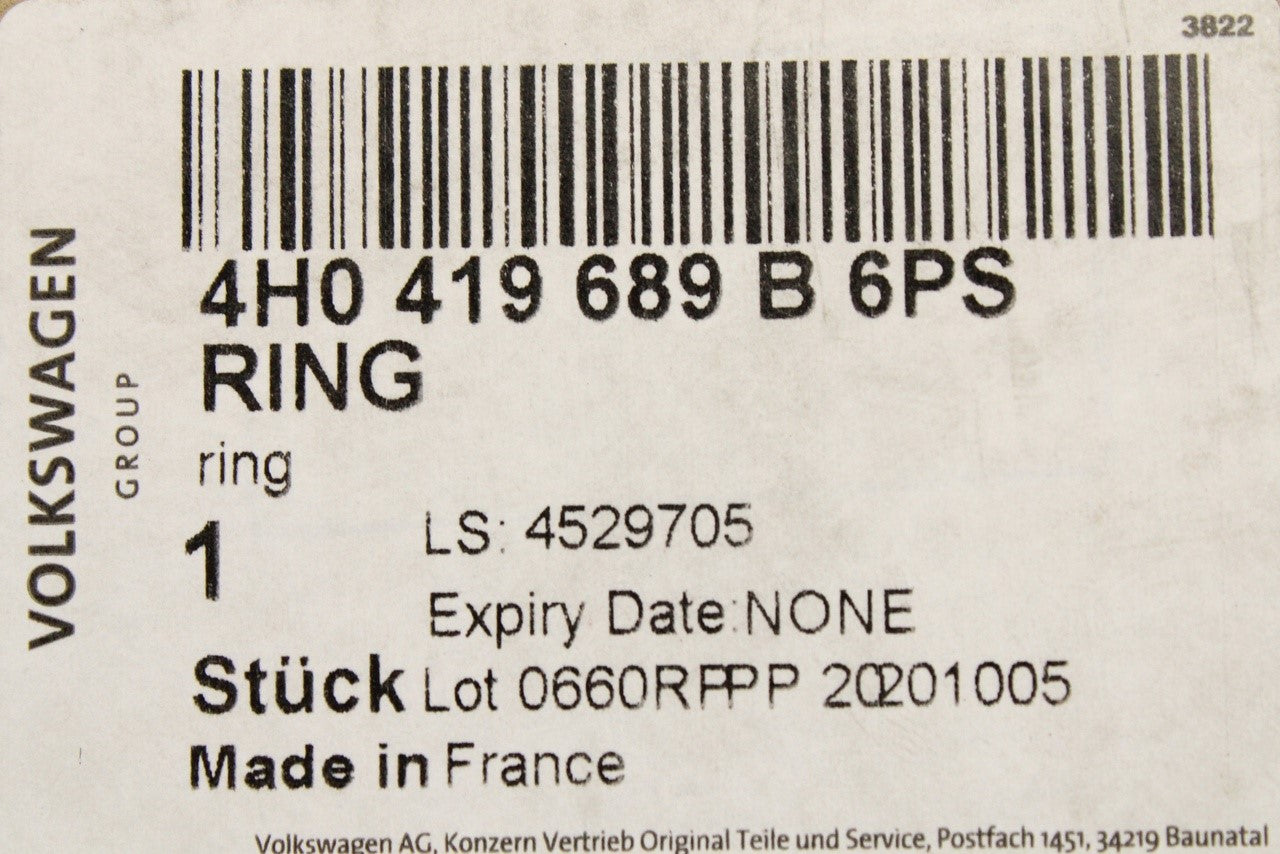 3822
4H0 419 689 B 6PS
RING
ring
1
LS: 4529705
Expiry Date:NONE
Stück Lot 0660RPPP 20201005
Made in France
VOLKSWAGEN
GROUP
Volkswagen AG, Konzern Vertrieb Original Teile und Service, Postfach 1451, 34219 Baunatal